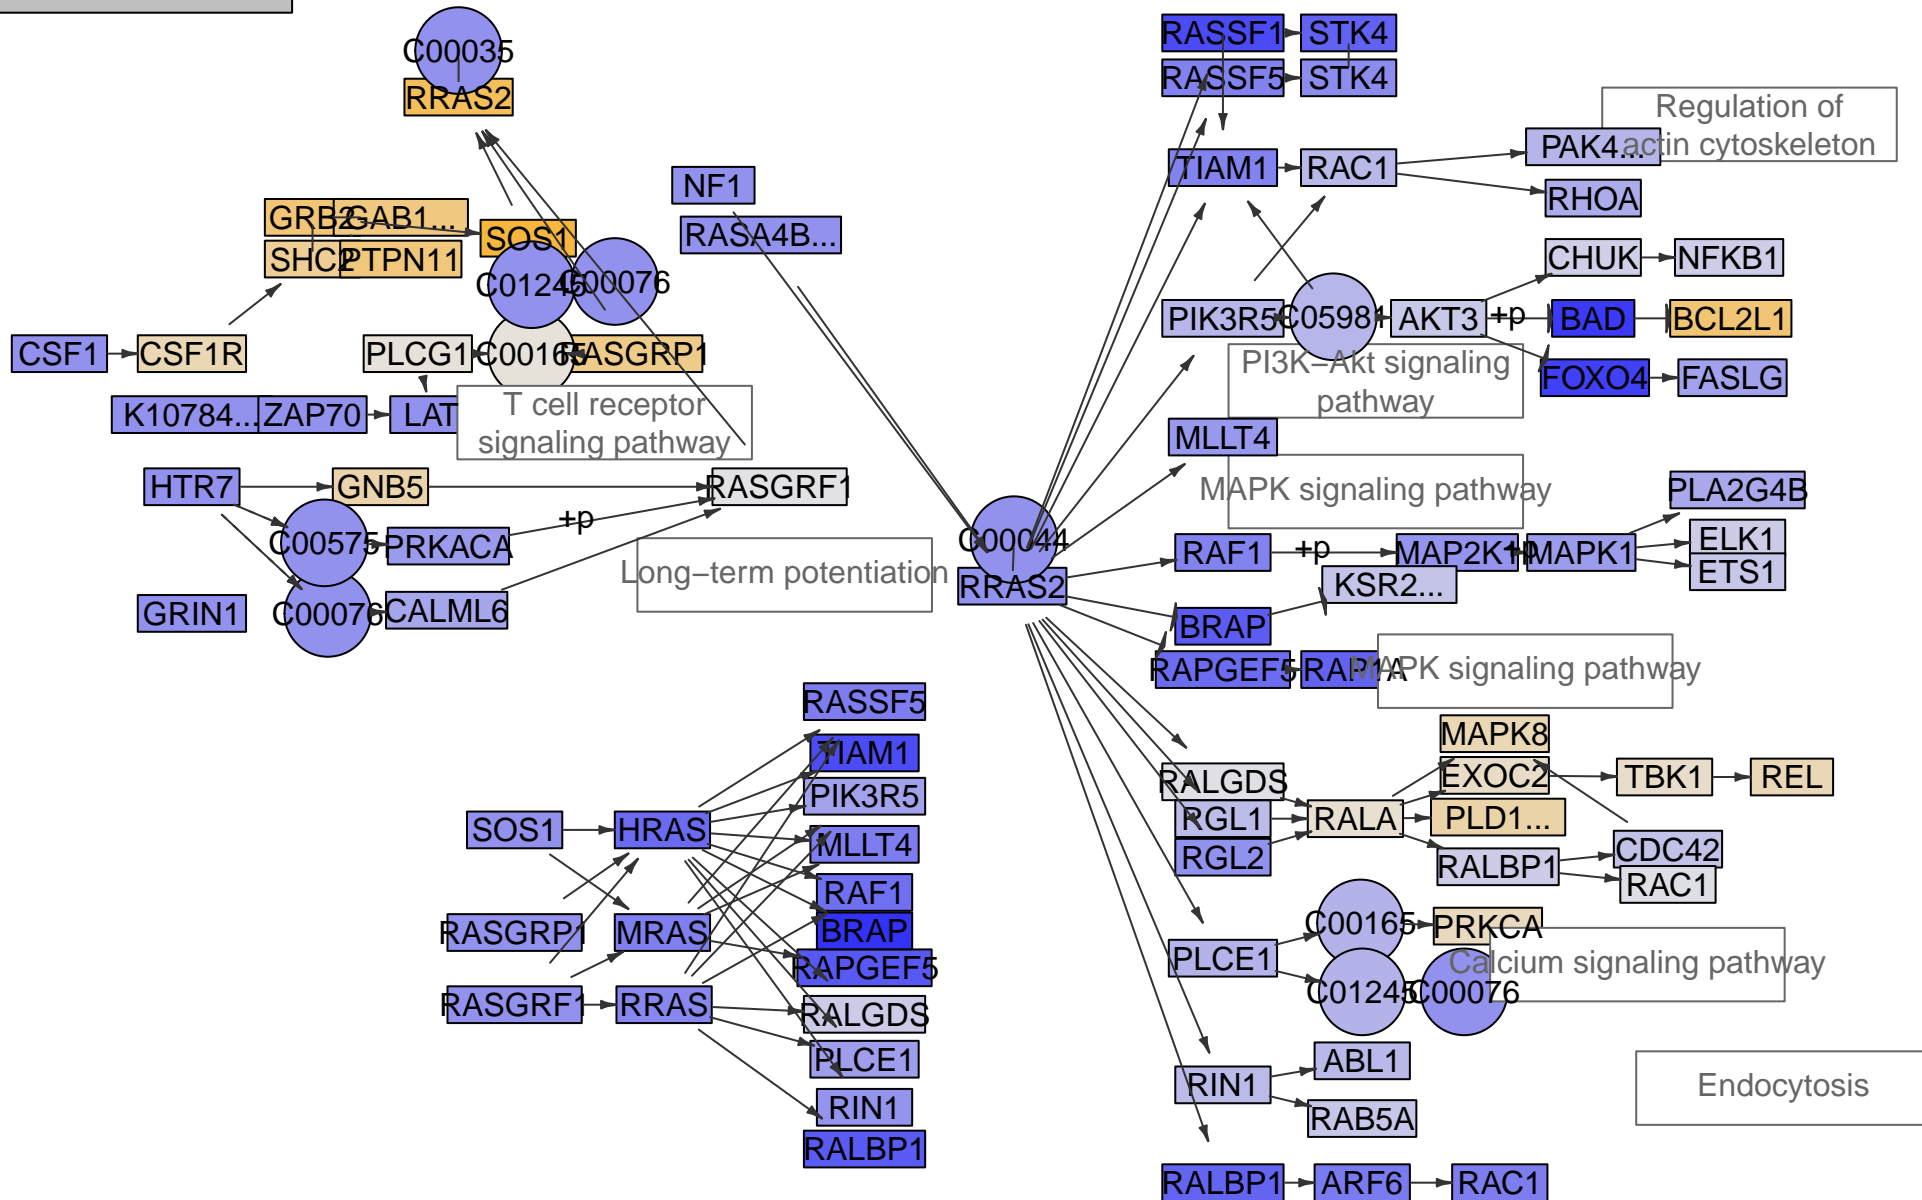 C00035
RRAS2
NF1
RASA4B...
GRB2
GAB1...
SOS1
SHC2
PTPN11
C01245
C00076
CSF1
CSF1R
PLCG1
C00165
RASGRP1
K10784...
ZAP70
LAT
T cell receptor
signaling pathway
HTR7
GNB5
RASGRF1
+p
C00575
PRKACA
Long−term potentiation
GRIN1
C00076
CALML6
C00044
RRAS2
RASSF1
STK4
RASSF5
STK4
Regulation of
actin cytoskeleton
PAK4...
TIAM1
RAC1
RHOA
CHUK
NFKB1
PIK3R5
C05981
AKT3
+p
BAD
BCL2L1
PI3K−Akt signaling
pathway
FOXO4
FASLG
MLLT4
MAPK signaling pathway
PLA2G4B
RAF1
+p
MAP2K1
+p
MAPK1
ELK1
ETS1
KSR2...
BRAP
RAPGEF5
RAP1A
MAPK signaling pathway
RASSF5
TIAM1
PIK3R5
SOS1
HRAS
MLLT4
RAF1
RASGRP1
MRAS
BRAP
RAPGEF5
RASGRF1
RRAS
RALGDS
PLCE1
RIN1
RALBP1
MAPK8
RALGDS
EXOC2
TBK1
REL
RGL1
RALA
PLD1...
RGL2
RALBP1
CDC42
RAC1
C00165
PRKCA
PLCE1
Calcium signaling pathway
C01245
C00076
ABL1
RIN1
RAB5A
Endocytosis
RALBP1
ARF6
RAC1